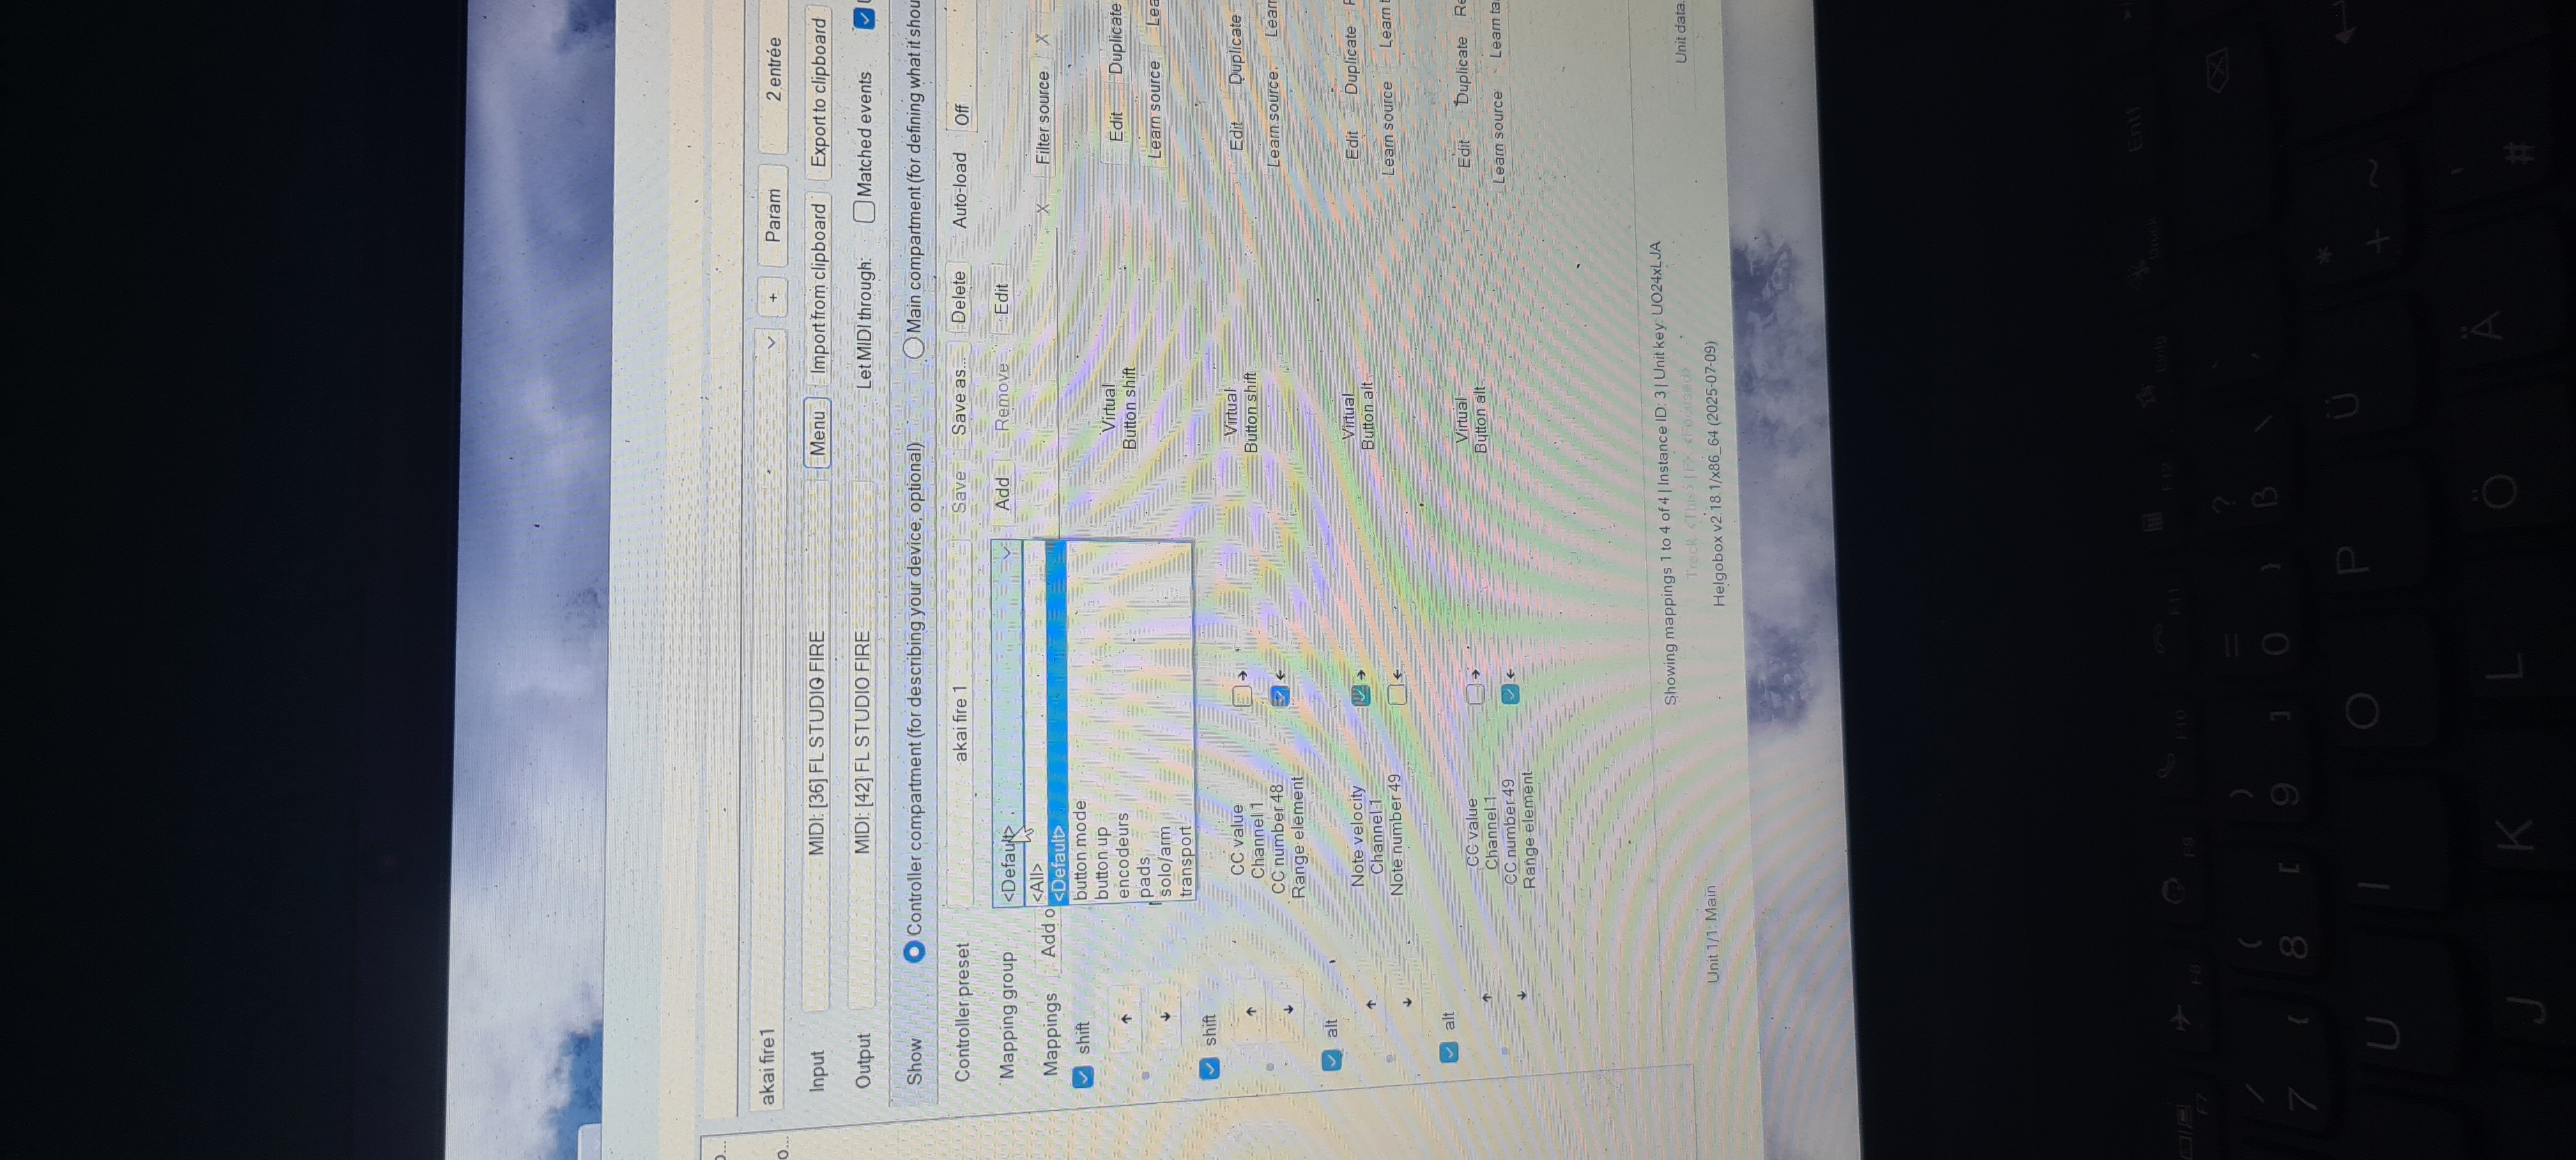 akai fire1
+
Param
2 entrée
Input
MIDI: [36] FL STUDIO FIRE
Menu
Import from clipboard
Export to clipboard
Output
MIDI: [42] FL STUDIO FIRE
Let MIDI through:
Matched events
Show
Controller compartment (for describing your device, optional)
Main compartment (for defining what it shou
Controller preset
akai fire 1
Save
Save as...
Delete
Auto-load
Off
Mapping group
<Default>
Add
Remove
Edit
<All>
<Default>
button mode
button up
encodeurs
pads
solo/arm
transport
Mappings
Add o
X
Filter source
X
shift
Virtual
Button shift
Edit
Duplicate
Learn source
Lea
shift
CC value
Channel 1
CC number 48
Range element
Virtual
Button shift
Edit
Duplicate
Learn source
Learn
alt
Note velocity
Channel 1
Note number 49
Virtual
Button alt
Edit
Duplicate
Learn source
Learn t
alt
CC value
Channel 1
CC number 49
Range element
Virtual
Button alt
Edit
Duplicate
Re
Learn source
Learn ta
Showing mappings 1 to 4 of 4 | Instance ID: 3 | Unit key: UO24xLJA
Track: <This> | FX: <Focused>
Unit data
Unit 1/1: Main
Helgobox v2.18.1/x86_64 (2025-07-09)
F7
F8
F9
F10
F11
F12
Druck
Entf
/
7 {
(
8 [
)
9 ]
=
0 }
?
ß \
U
I
O
P
Ü
*
+ ~
J
K
L
Ö
Ä
'
#